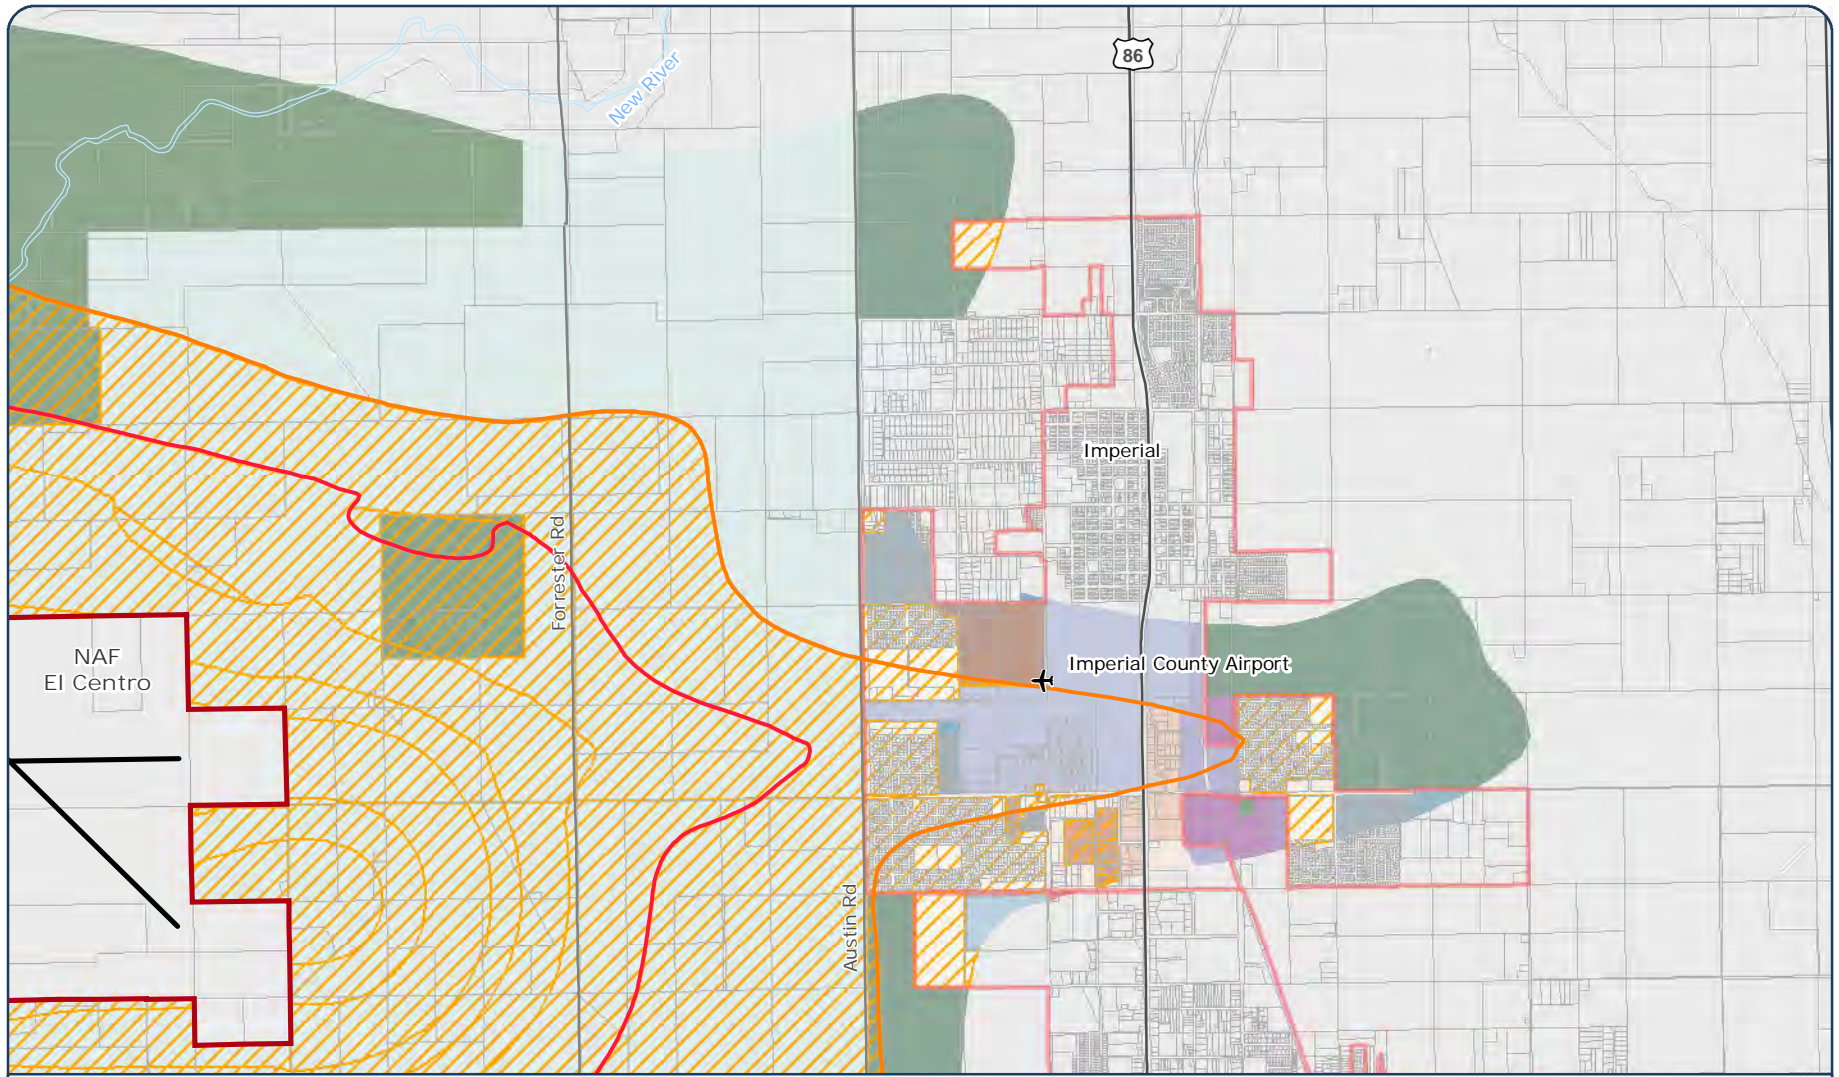 86
New River
Imperial
Forrester Rd
NAF
El Centro
Imperial County Airport
Austin Rd